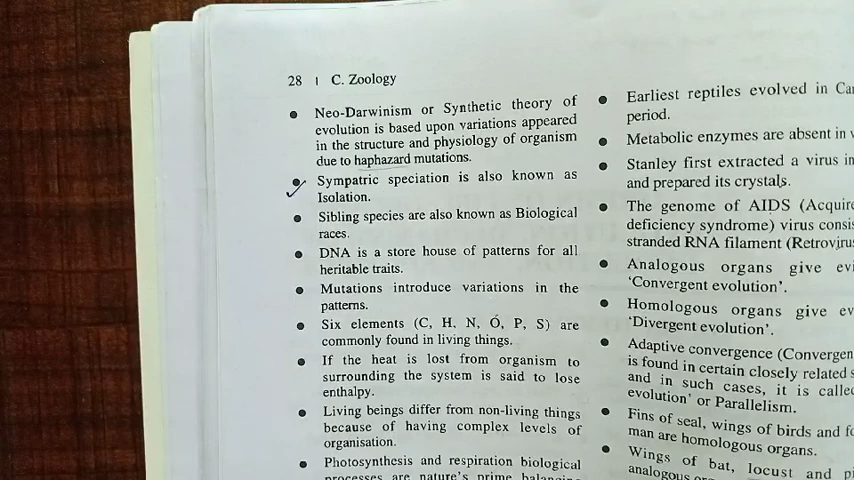 28 | C. Zoology
• Neo-Darwinism or Synthetic theory of
evolution is based upon variations appeared
in the structure and physiology of organism
due to haphazard mutations.
• Sympatric speciation is also known as
Isolation.
• Sibling species are also known as Biological
races.
• DNA is a store house of patterns for all
heritable traits.
• Mutations introduce variations in the
patterns.
• Six elements (C, H, N, O, P, S) are
commonly found in living things.
• If the heat is lost from organism to
surrounding the system is said to lose
enthalpy.
• Living beings differ from non-living things
because of having complex levels of
organisation.
• Photosynthesis and respiration biological
processes are nature's prime balancing
• Earliest reptiles evolved in
period.
• Metabolic enzymes are absent in
• Stanley first extracted a virus in
and prepared its crystals.
• The genome of AIDS
deficiency syndrome) virus
stranded RNA filament
• Analogous organs give
'Convergent evolution'.
• Homologous organs give
'Divergent evolution'.
• Adaptive convergence
is found in certain closely related
and in such cases, it is
evolution' or Parallelism.
• Fins of seal, wings of birds and
man are homologous organs.
• Wings of bat, locust and
analogous